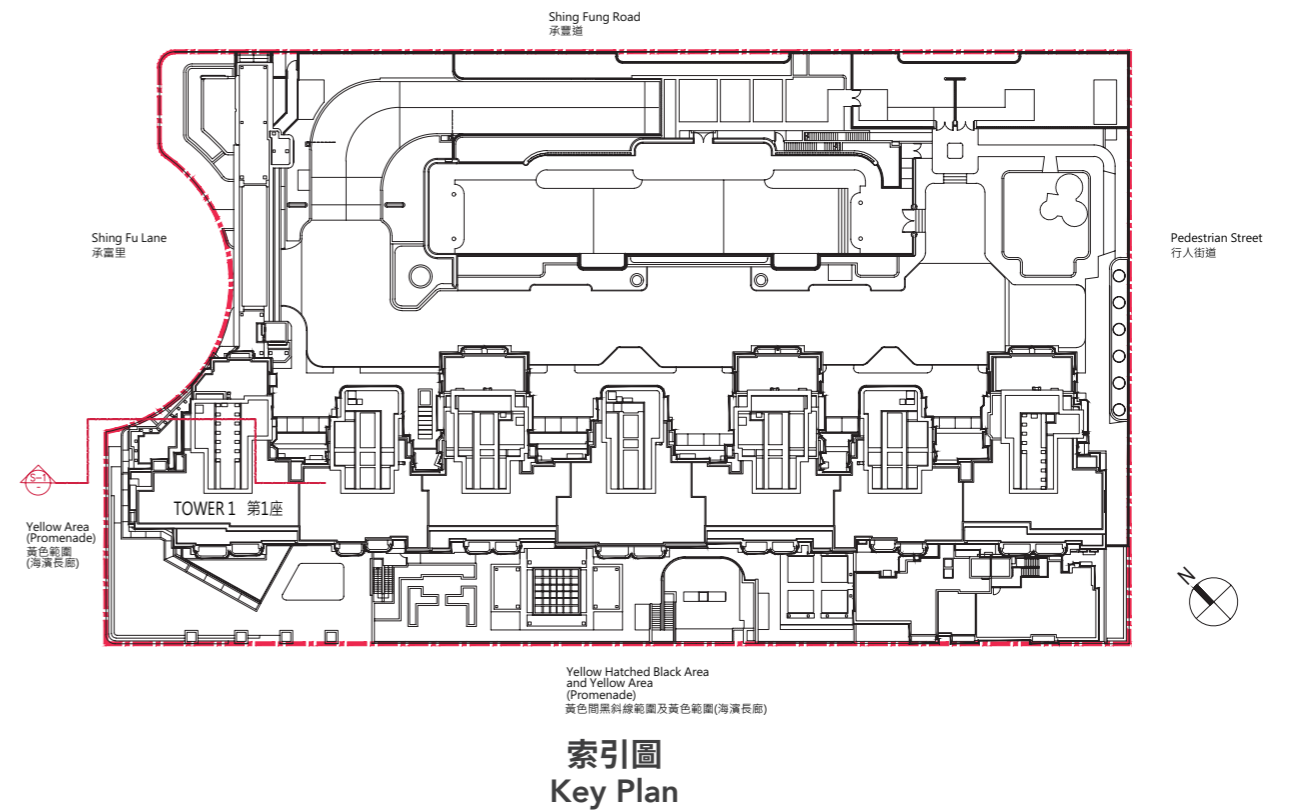 Shing Fung Road
承豐道
Shing Fu Lane
承富里
Pedestrian Street
行人街道
S-1
-
TOWER 1 第1座
Yellow Area
(Promenade)
黃色範圍
(海濱長廊)
N
Yellow Hatched Black Area
and Yellow Area
(Promenade)
黃色間黑斜線範圍及黃色範圍(海濱長廊)
索引圖
Key Plan